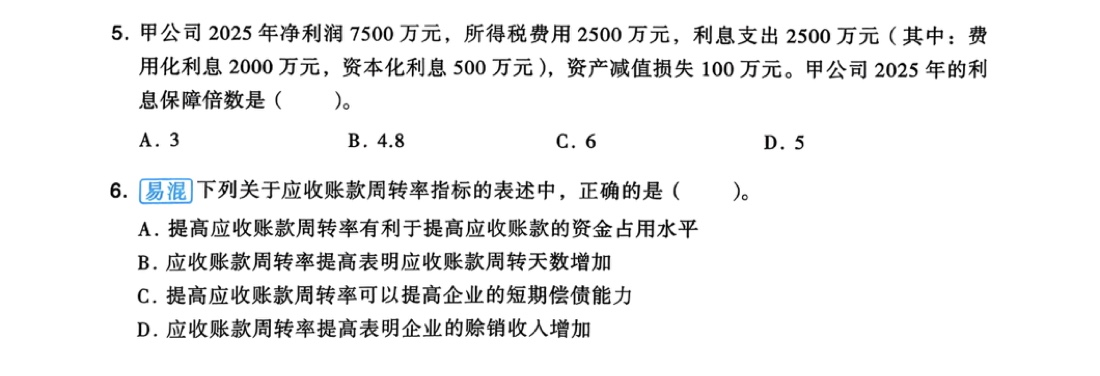 5. 甲公司 2025 年净利润 7500 万元，所得税费用 2500 万元，利息支出 2500 万元（其中：费
用化利息 2000 万元，资本化利息 500 万元），资产减值损失 100 万元。甲公司 2025 年的利
息保障倍数是（　　）。
A. 3　　B. 4.8　　C. 6　　D. 5
6. 易混 下列关于应收账款周转率指标的表述中，正确的是（　　）。
A. 提高应收账款周转率有利于提高应收账款的资金占用水平
B. 应收账款周转率提高表明应收账款周转天数增加
C. 提高应收账款周转率可以提高企业的短期偿债能力
D. 应收账款周转率提高表明企业的赊销收入增加